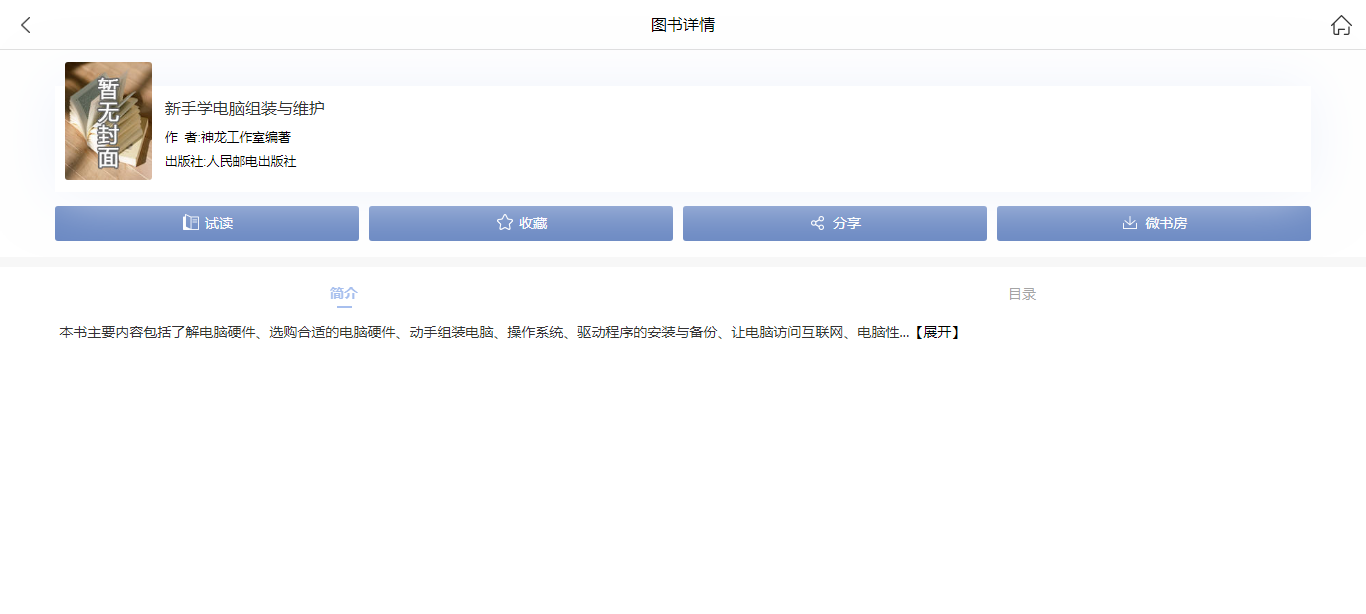 图书详情
暂无封面
新手学电脑组装与维护
作 者:神龙工作室编著
出版社:人民邮电出版社
试读
收藏
分享
微书房
简介
目录
本书主要内容包括了解电脑硬件、选购合适的电脑硬件、动手组装电脑、操作系统、驱动程序的安装与备份、让电脑访问互联网、电脑性...【展开】